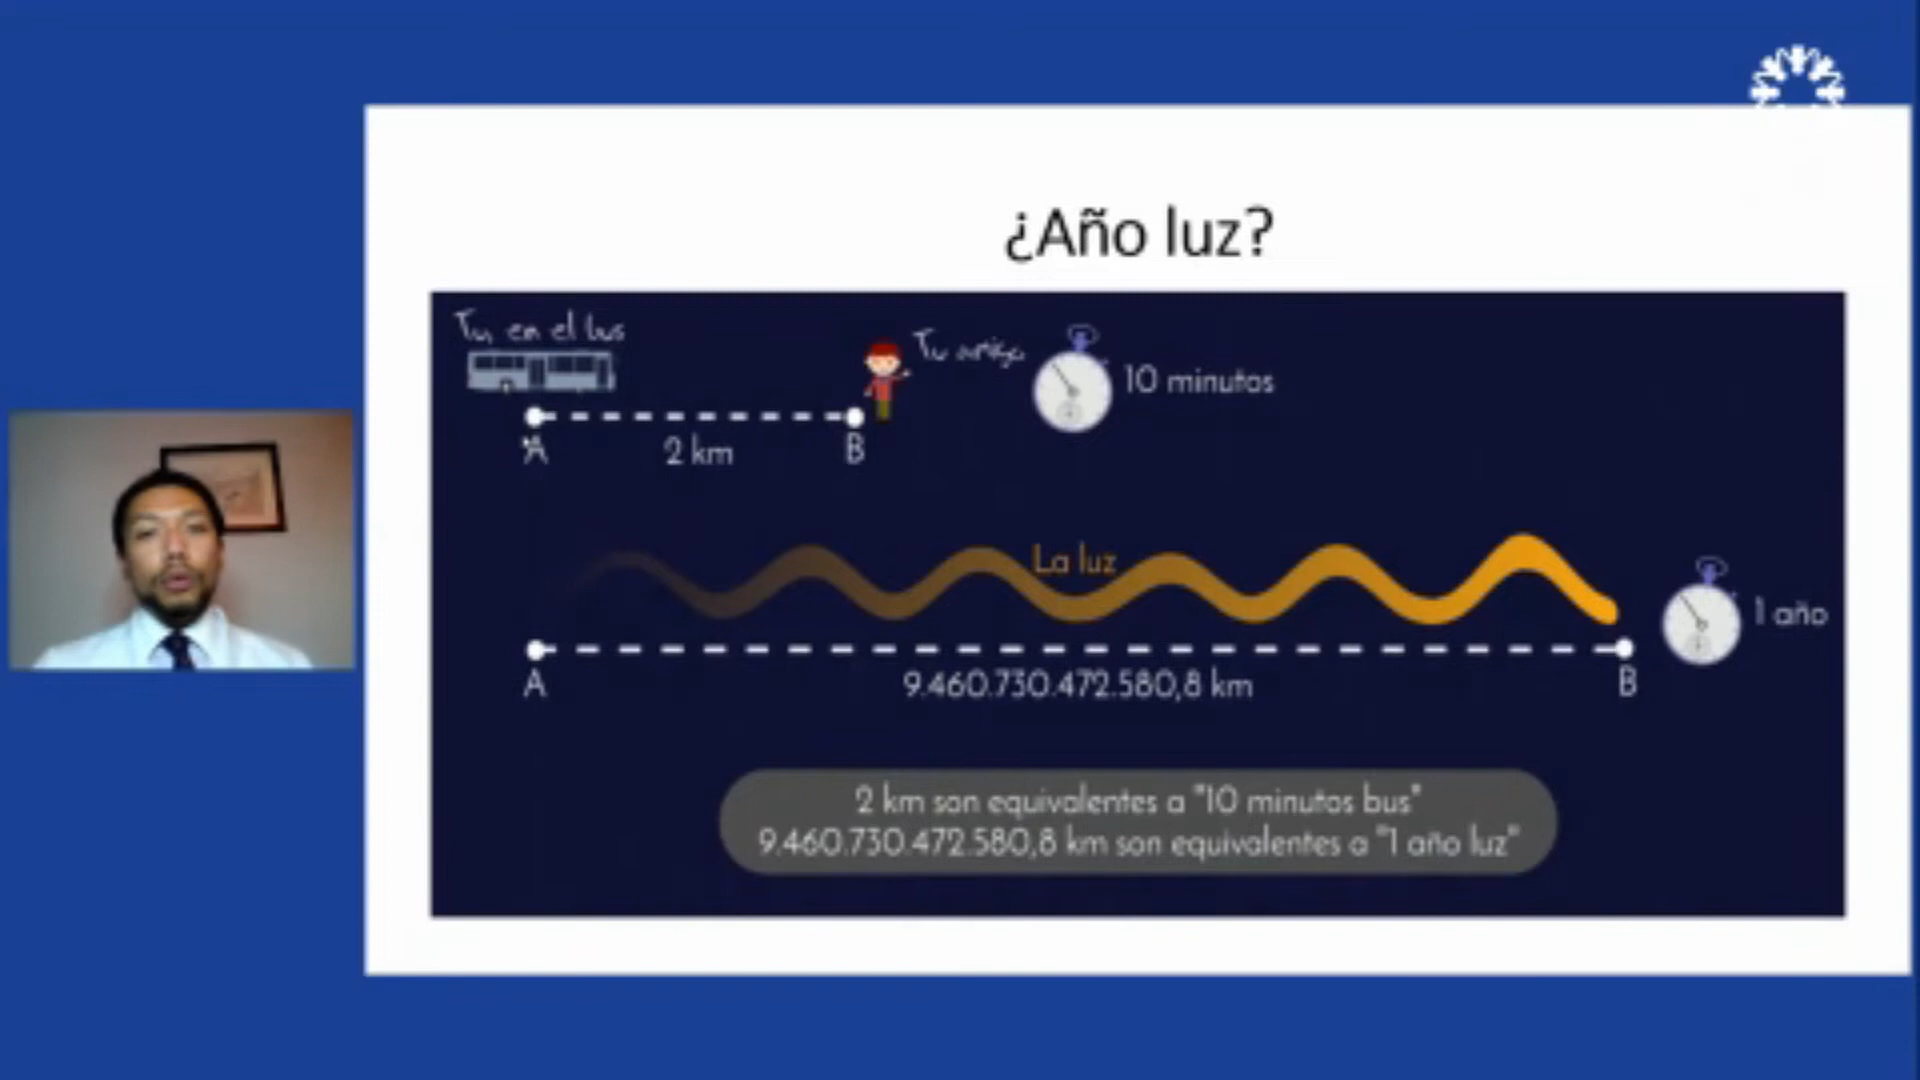 ¿Año luz?
Tu, en el bus
Tu amigo
10 minutos
A
2 km
B
La luz
1 año
A
9.460.730.472.580,8 km
B
2 km son equivalentes a "10 minutos bus"
9.460.730.472.580,8 km son equivalentes a "1 año luz"